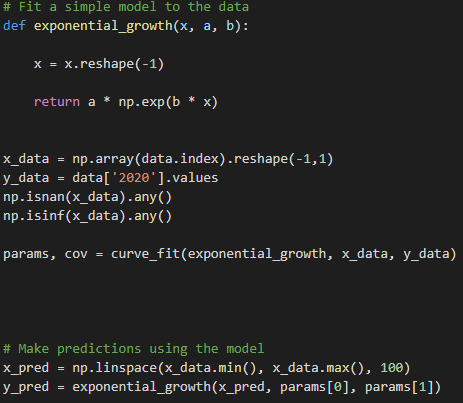 # Fit a simple model to the data
def exponential_growth(x, a, b):
x = x.reshape(-1)
return a * np.exp(b * x)
x_data = np.array(data.index).reshape(-1,1)
y_data = data['2020'].values
np.isnan(x_data).any()
np.isinf(x_data).any()
params, cov = curve_fit(exponential_growth, x_data, y_data)
# Make predictions using the model
x_pred = np.linspace(x_data.min(), x_data.max(), 100)
y_pred = exponential_growth(x_pred, params[0], params[1])